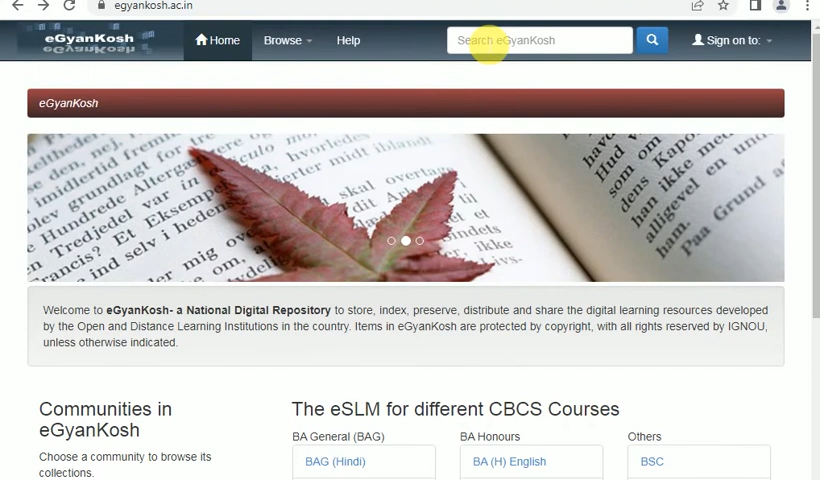 egyankosh.ac.in
eGyanKosh
Home
Browse
Help
Search eGyanKosh
Sign on to:
eGyanKosh
Welcome to eGyanKosh- a National Digital Repository to store, index, preserve, distribute and share the digital learning resources developed
by the Open and Distance Learning Institutions in the country. Items in eGyanKosh are protected by copyright, with all rights reserved by IGNOU,
unless otherwise indicated.
Communities in
eGyanKosh
Choose a community to browse its
collections.
The eSLM for different CBCS Courses
BA General (BAG)
BA Honours
Others
BAG (Hindi)
BA (H) English
BSC